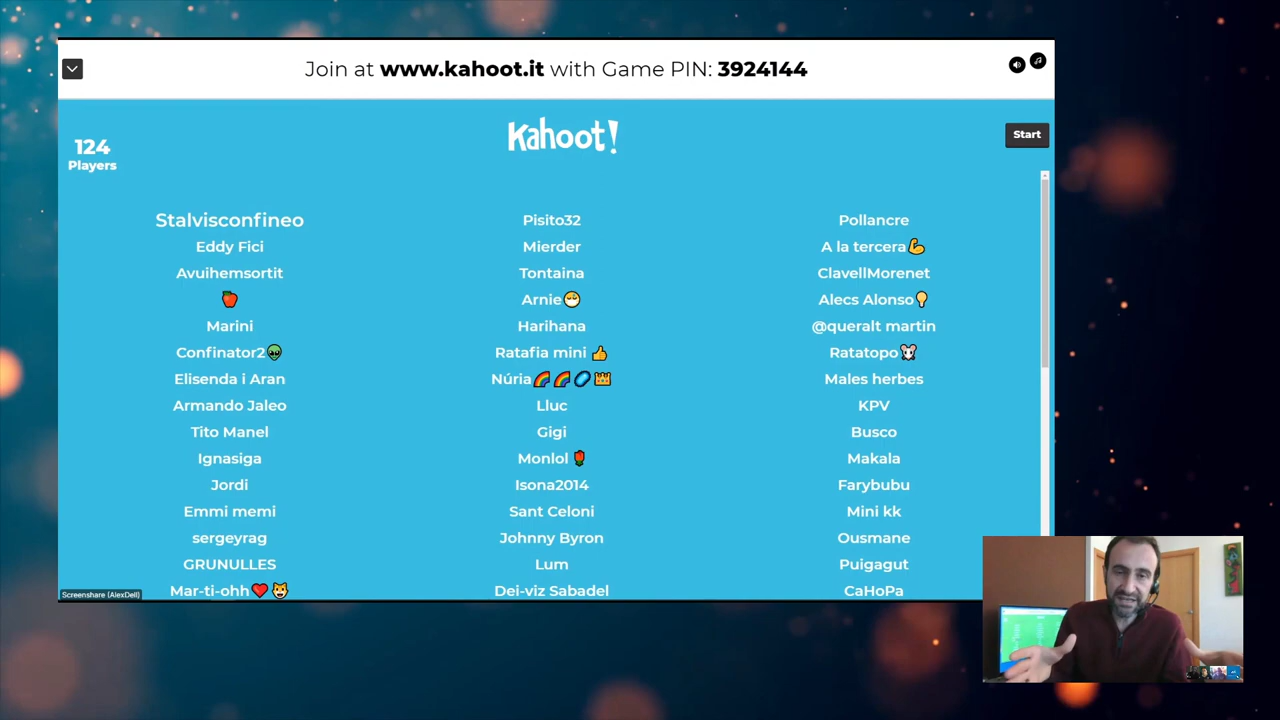 Join at www.kahoot.it with Game PIN: 3924144
Kahoot!
124
Players
Start
Stalvisconfineo Pisito32 Pollancre
Eddy Fici Mierder A la tercera💪
Avuihemsortit Tontaina ClavellMorenet
🍎 Arnie😷 Alecs Alonso💡
Marini Harihana @queralt martin
Confinator2👽 Ratafia mini 👍 Ratatopo🐭
Elisenda i Aran Núria🌈🌈🧼👑 Males herbes
Armando Jaleo Lluc KPV
Tito Manel Gigi Busco
Ignasiga Monlol 🌹 Makala
Jordi Isona2014 Farybubu
Emmi memi Sant Celoni Mini kk
sergeyrag Johnny Byron Ousmane
GRUNULLES Lum Puigagut
Mar-ti-ohh❤️🐱 Dei-viz Sabadel CaHoPa
Screenshare (AlexDell)